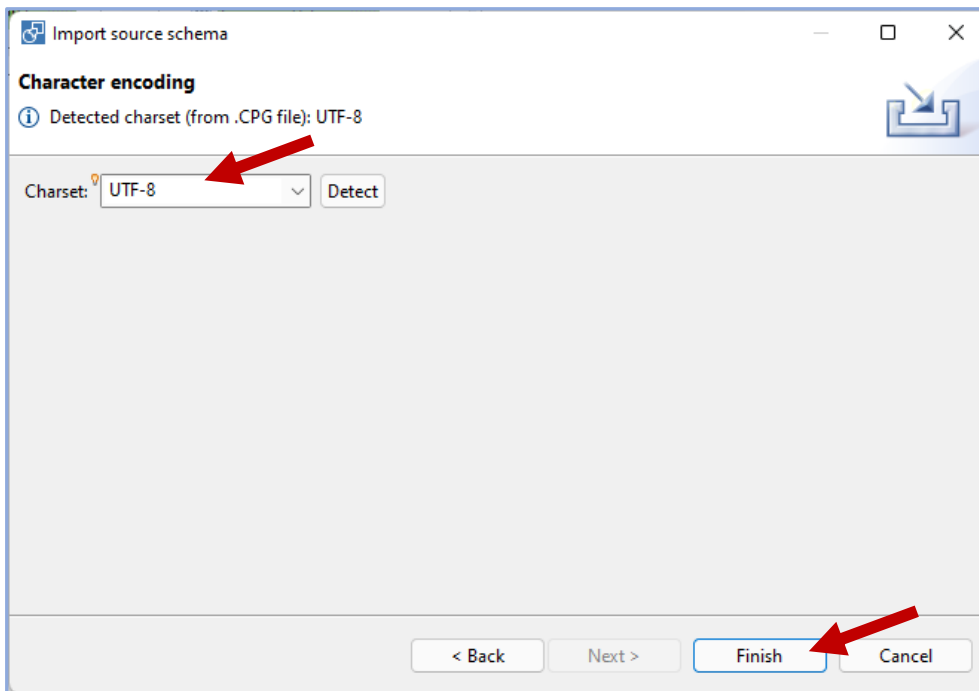 Import source schema
Character encoding
Detected charset (from .CPG file): UTF-8
Charset: UTF-8 Detect
< Back Next > Finish Cancel